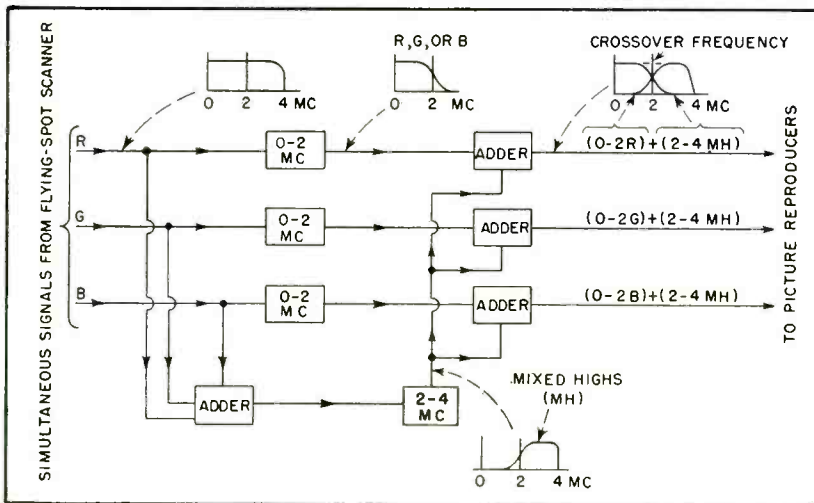 SIMULTANEOUS SIGNALS FROM FLYING-SPOT SCANNER
0 2 4 MC
R, G, OR B
0 2 MC
CROSSOVER FREQUENCY
0 2 4 MC
R
0-2 MC
ADDER
(0-2R)+(2-4 MH)
G
0-2 MC
ADDER
(0-2G)+(2-4 MH)
B
0-2 MC
ADDER
(0-2B)+(2-4 MH)
TO PICTURE REPRODUCERS
ADDER
2-4 MC
MIXED HIGHS
(MH)
0 2 4 MC